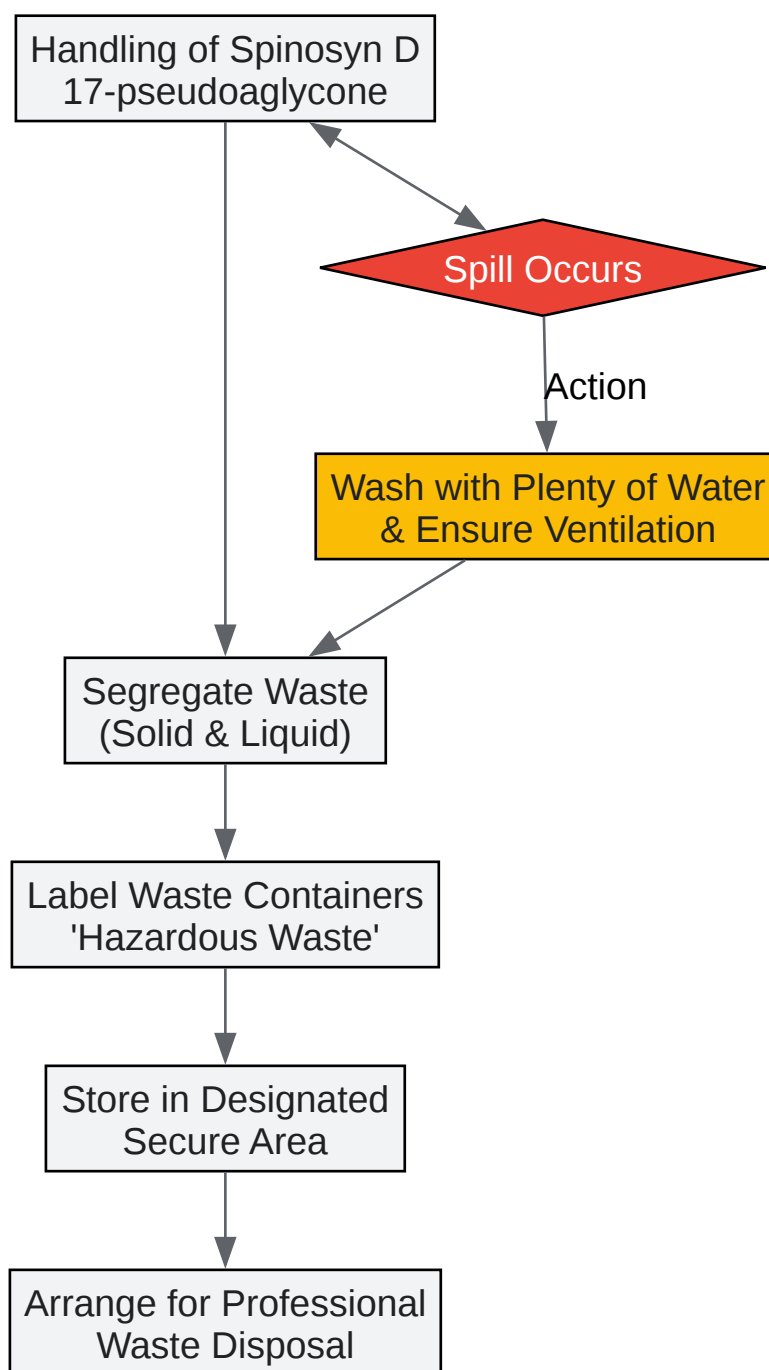 Handling of Spinosyn D
17-pseudoaglycone
Spill Occurs
Action
Wash with Plenty of Water
& Ensure Ventilation
Segregate Waste
(Solid & Liquid)
Label Waste Containers
'Hazardous Waste'
Store in Designated
Secure Area
Arrange for Professional
Waste Disposal